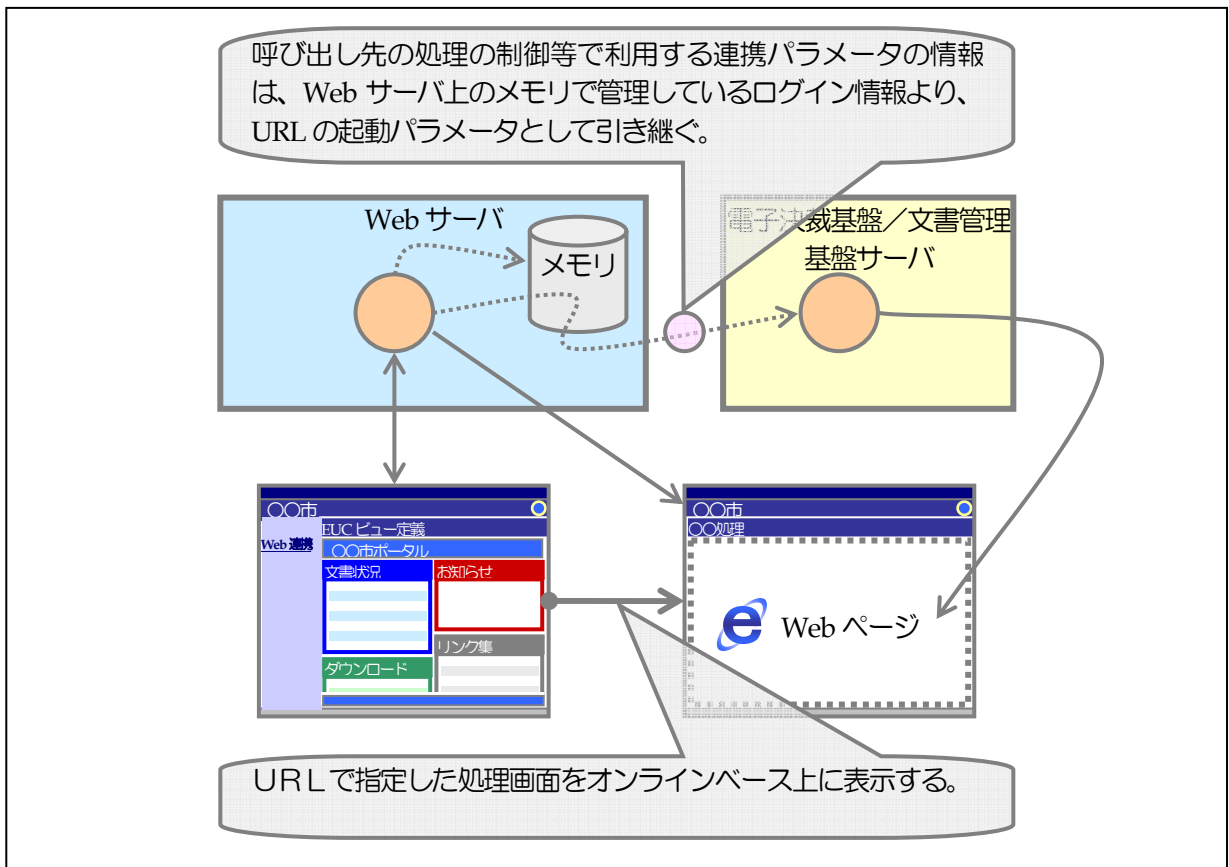 呼び出し先の処理の制御等で利用する連携パラメータの情報
は、Web サーバ上のメモリで管理しているログイン情報より、
URL の起動パラメータとして引き継ぐ。
Web サーバ
メモリ
電子決裁基盤／文書管理
基盤サーバ
〇〇市
EUC ビュー定義
Web 連携
〇〇市ポータル
文書状況
お知らせ
リンク集
ダウンロード
〇〇市
〇〇処理
Web ページ
ＵＲＬで指定した処理画面をオンラインベース上に表示する。